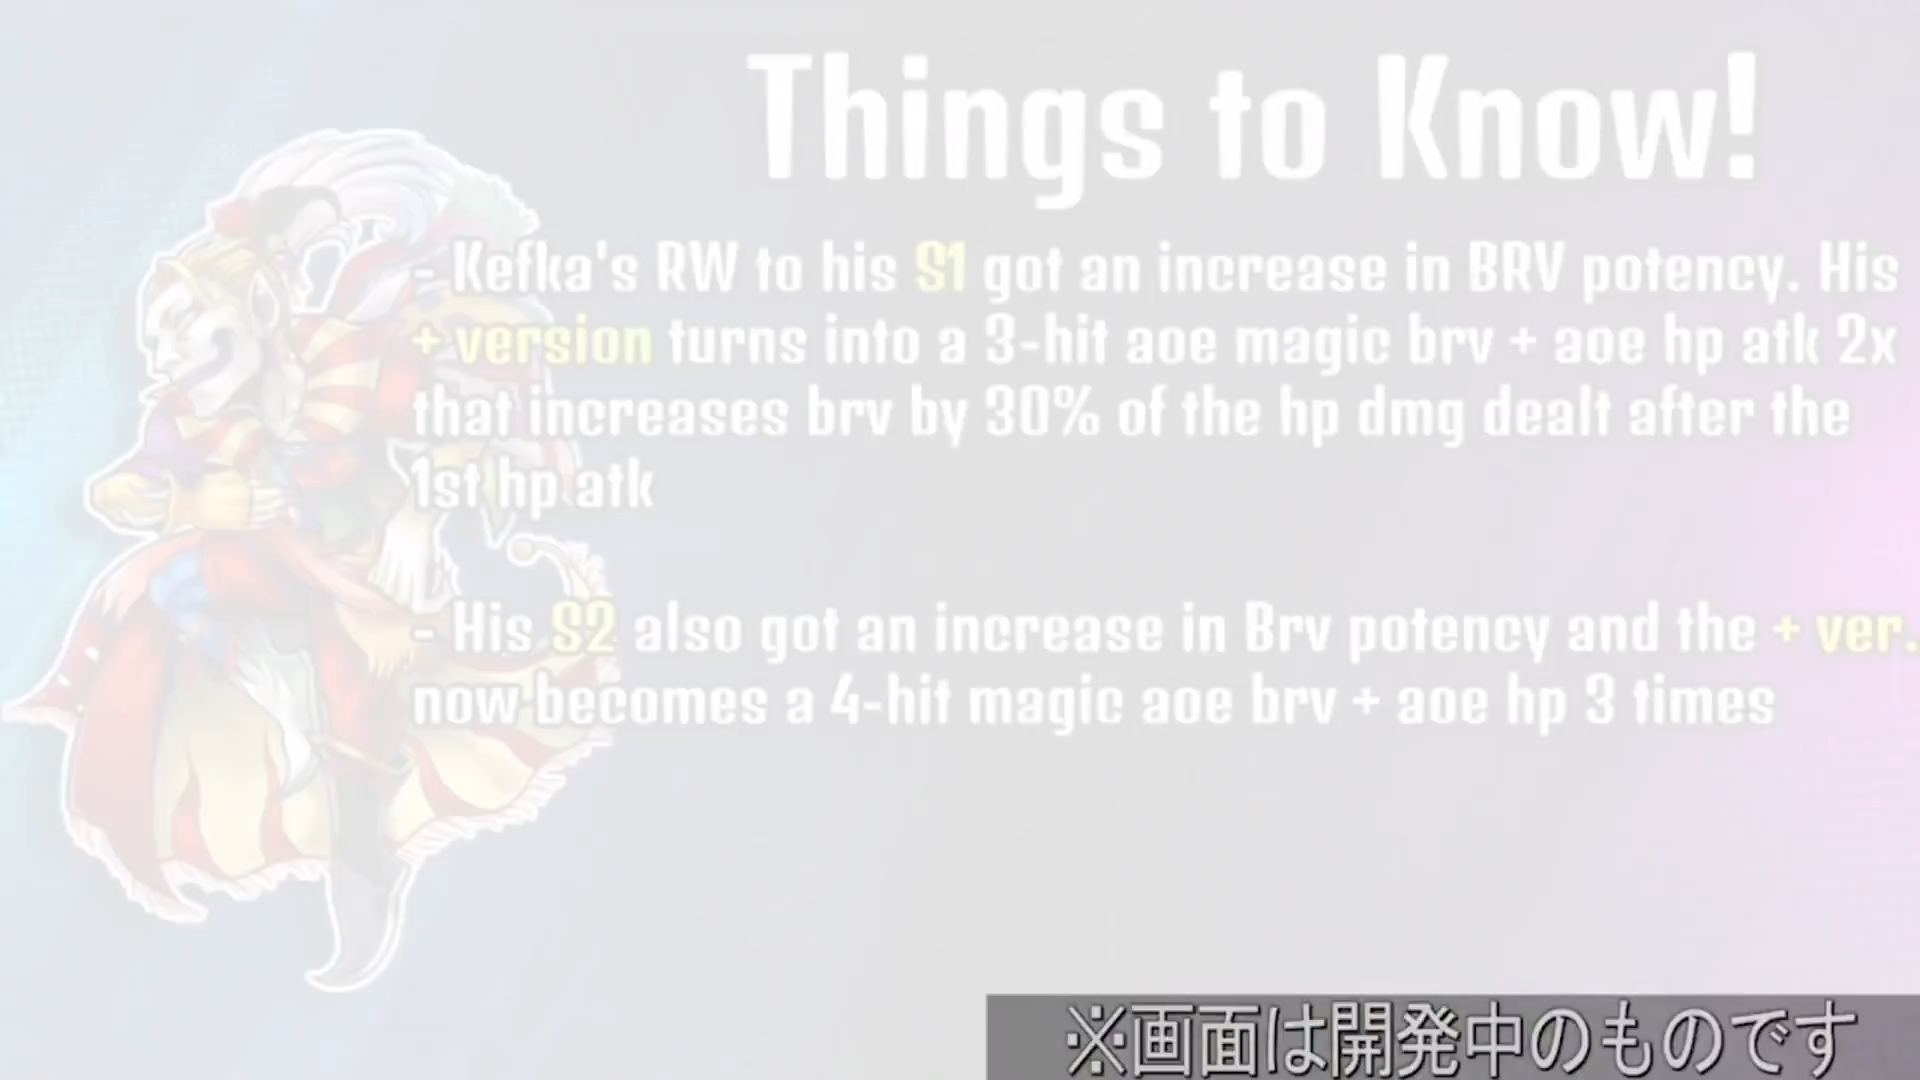 Things to Know!
- Kefka's RW to his S1 got an increase in BRV potency. His
+ version turns into a 3-hit aoe magic brv + aoe hp atk 2x
that increases brv by 30% of the hp dmg dealt after the
1st hp atk
- His S2 also got an increase in Brv potency and the + ver.
now becomes a 4-hit magic aoe brv + aoe hp 3 times
※画面は開発中のものです